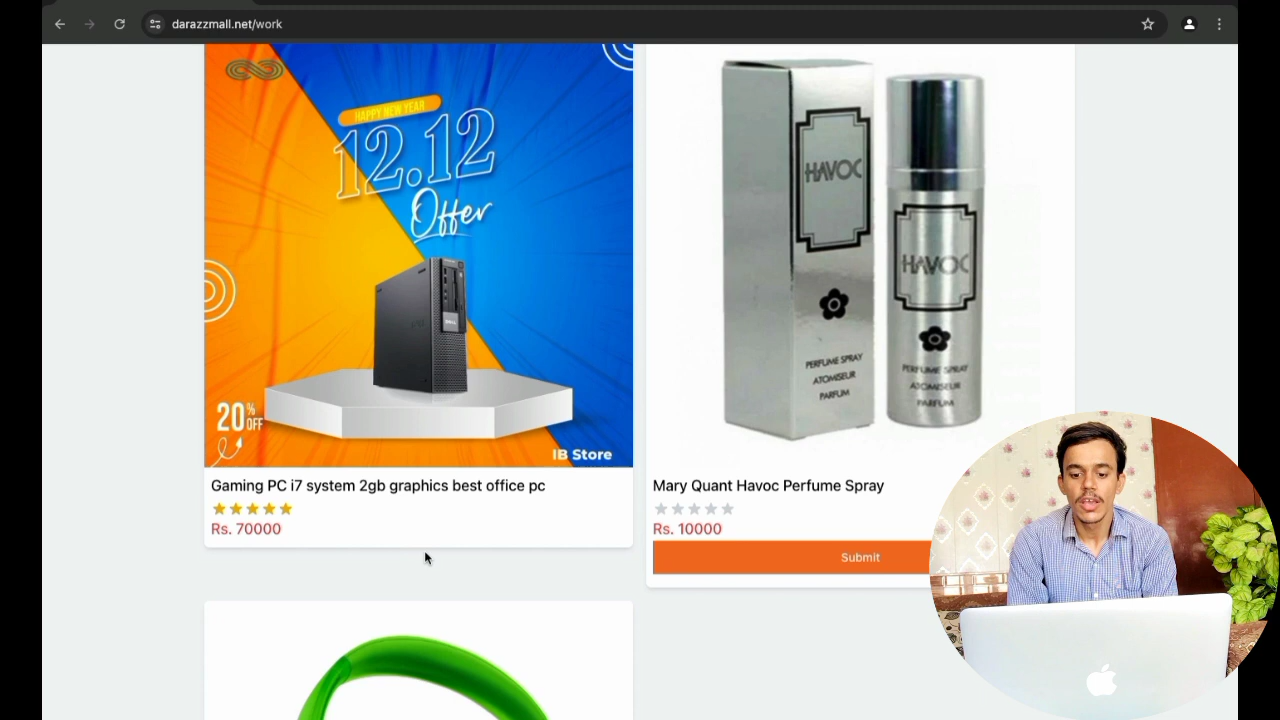 darazzmall.net/work
HAPPY NEW YEAR
12.12
Offer
DELL
20% OFF
IB Store
HAVOC
PERFUME SPRAY
ATOMISEUR
PARFUM
HAVOC
PERFUME SPRAY
ATOMISEUR
PARFUM
Gaming PC i7 system 2gb graphics best office pc
Rs. 70000
Mary Quant Havoc Perfume Spray
Rs. 10000
Submit